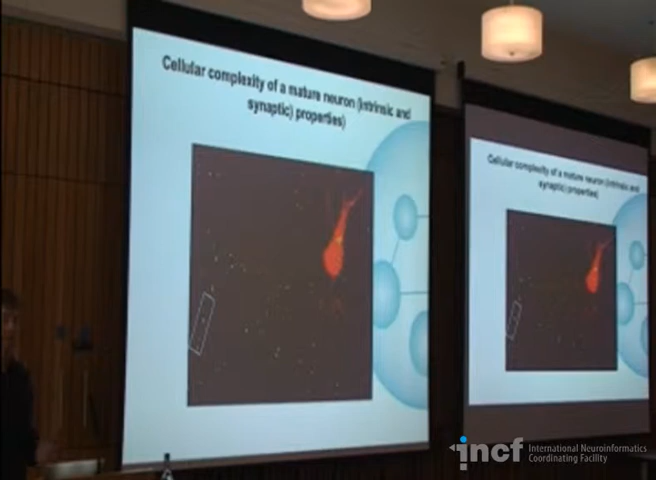 Cellular complexity of a mature neuron (intrinsic and
synaptic) properties)
Cellular complexity of a mature neuron (intrinsic and
synaptic) properties)
incf International Neuroinformatics
Coordinating Facility